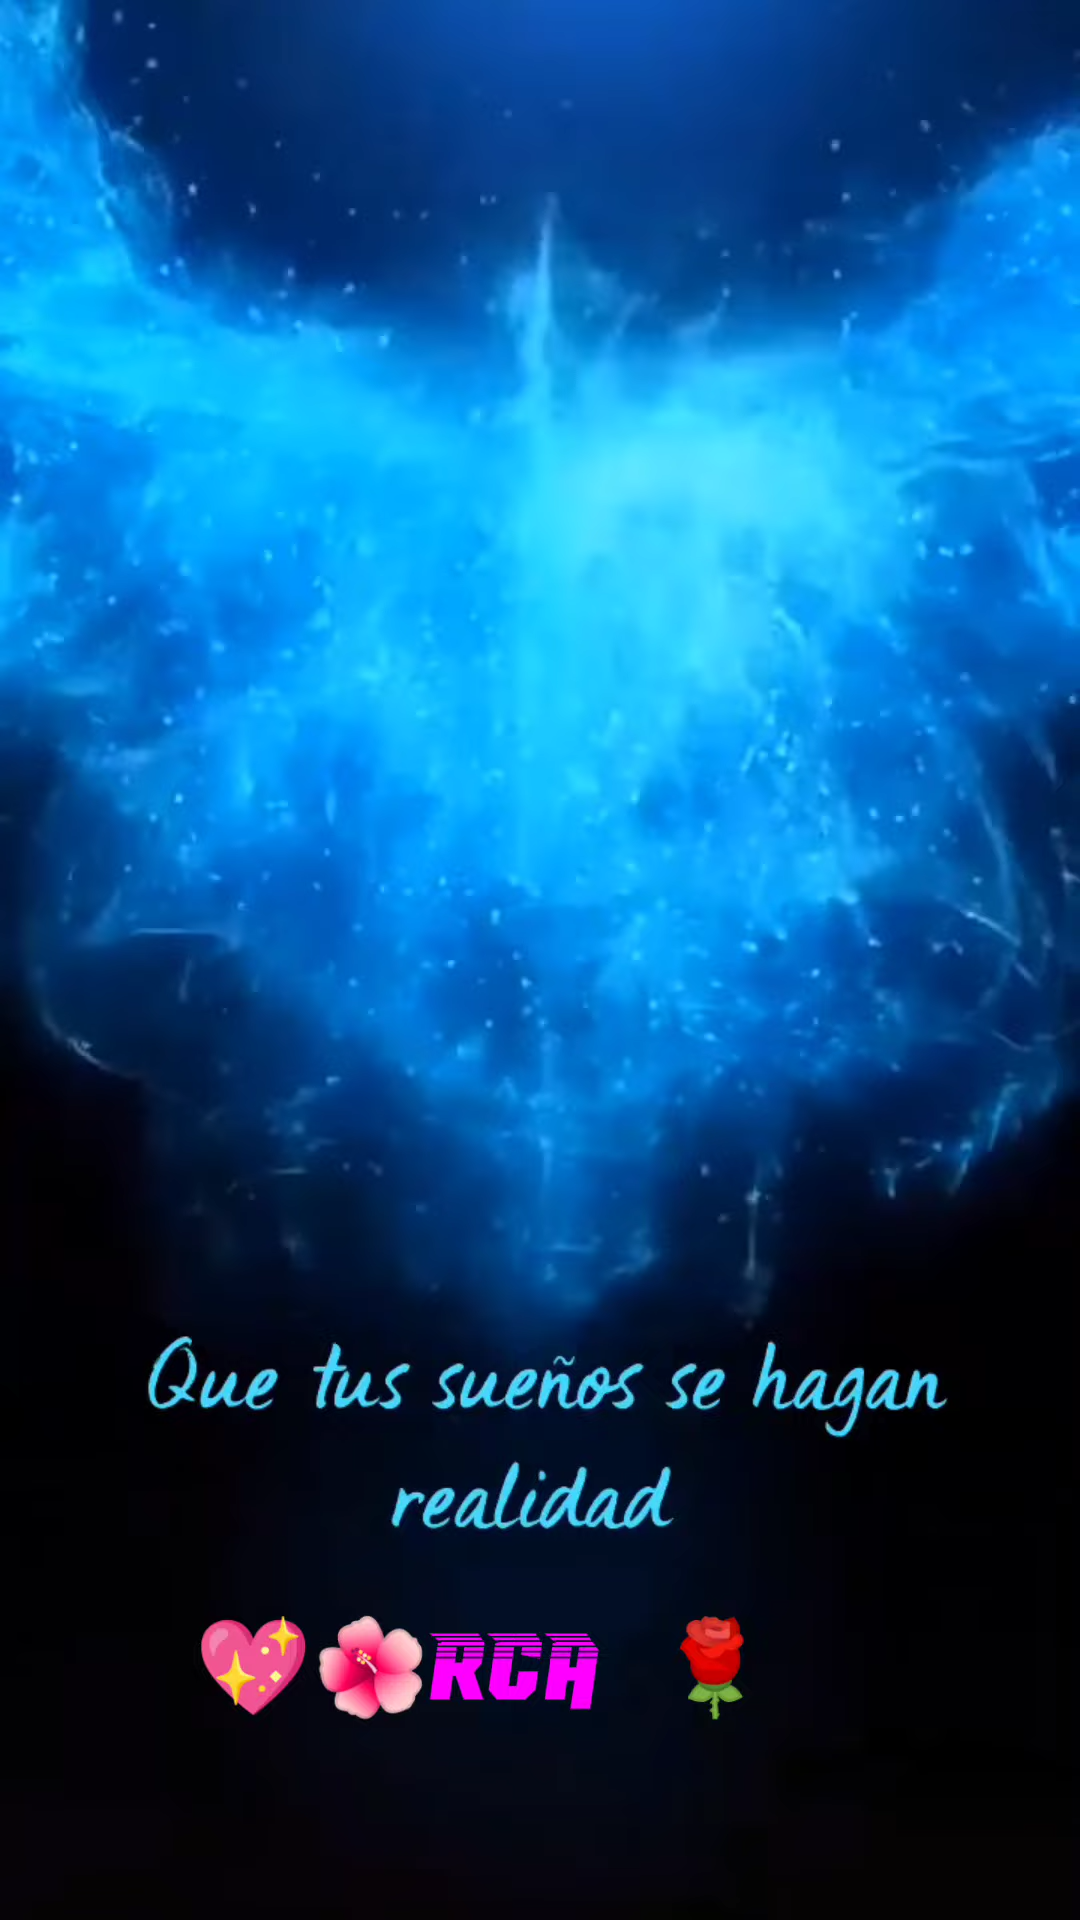 Que tus sueños se hagan
realidad
💖🌺RCA 🌹